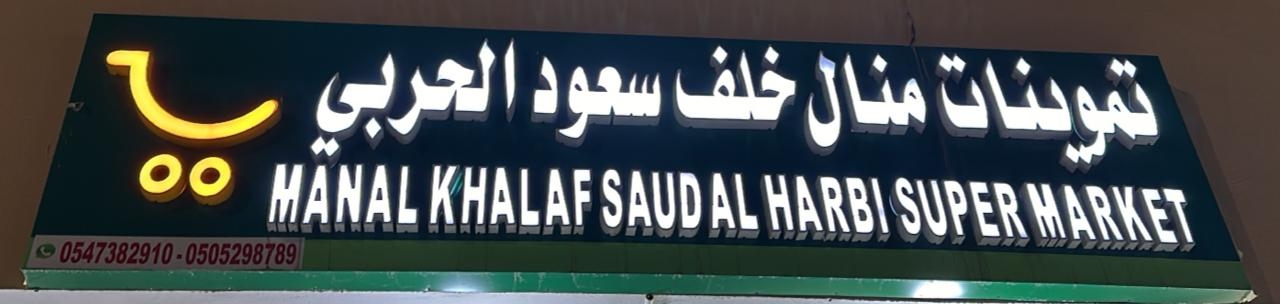 تموينات منال خلف سعود الحربي
MANAL KHALAF SAUD AL HARBI SUPER MARKET
0547382910 - 0505298789